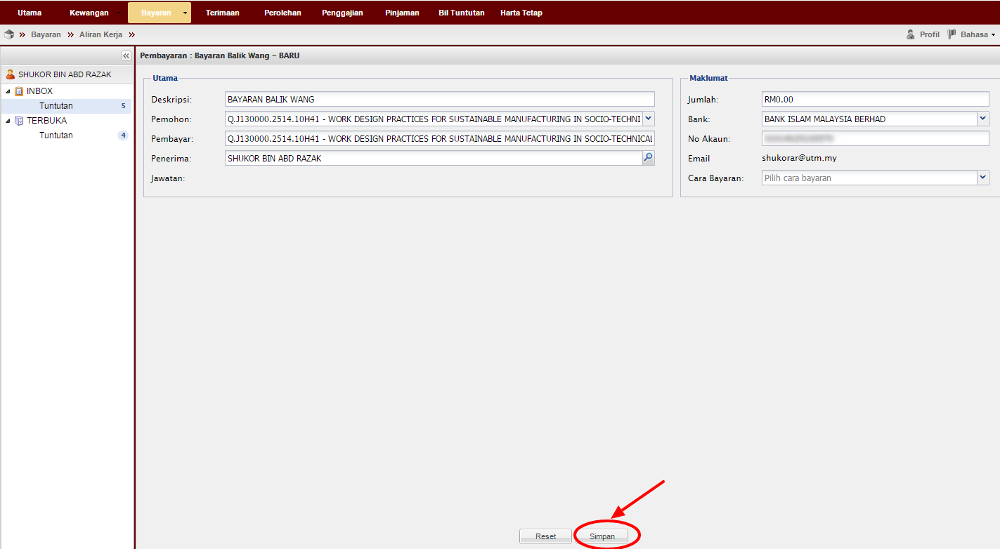 Utama Kewangan Bayaran Terimaan Perolehan Penggajian Pinjaman Bil Tuntutan Harta Tetap
Bayaran Aliran Kerja Profil Bahasa
Pembayaran : Bayaran Balik Wang – BARU
SHUKOR BIN ABD RAZAK
INBOX
Tuntutan 5
TERBUKA
Tuntutan 4
Utama
Deskripsi: BAYARAN BALIK WANG
Pemohon: Q.J130000.2514.10H41 - WORK DESIGN PRACTICES FOR SUSTAINABLE MANUFACTURING IN SOCIO-TECHNI
Pembayar: Q.J130000.2514.10H41 - WORK DESIGN PRACTICES FOR SUSTAINABLE MANUFACTURING IN SOCIO-TECHNICAL
Penerima: SHUKOR BIN ABD RAZAK
Jawatan:
Maklumat
Jumlah: RM0.00
Bank: BANK ISLAM MALAYSIA BERHAD
No Akaun:
Email shukorar@utm.my
Cara Bayaran: Pilih cara bayaran
Reset Simpan